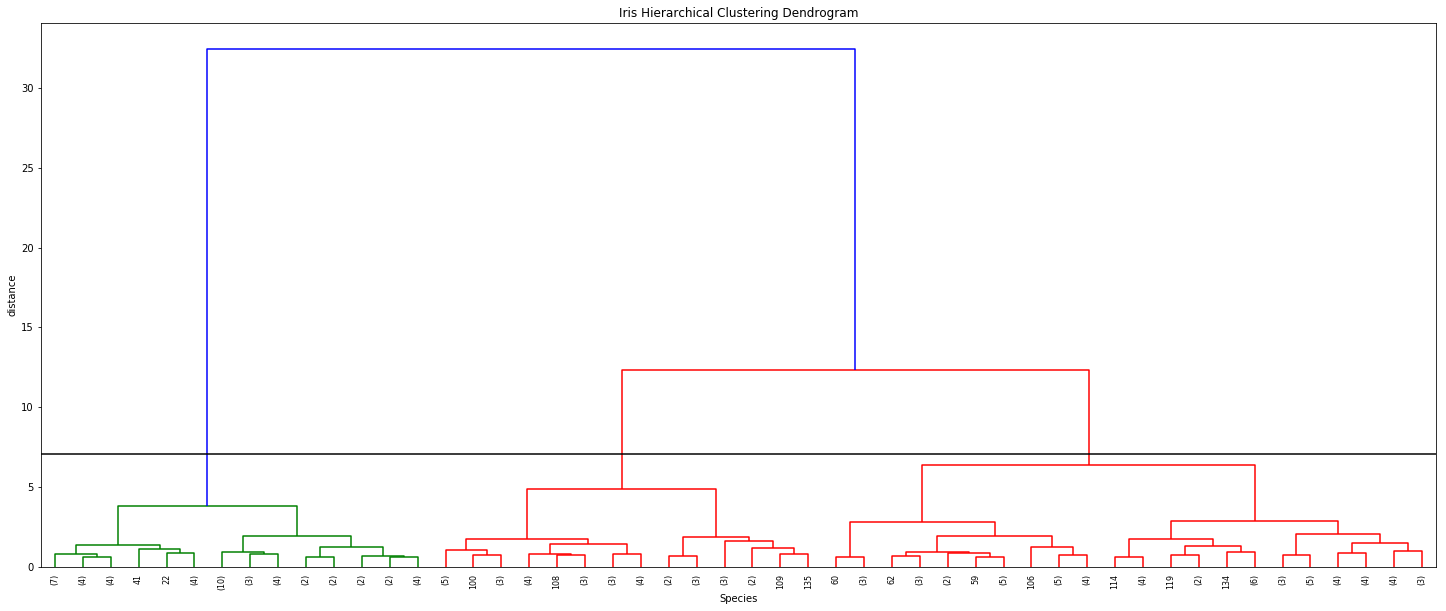 Iris Hierarchical Clustering Dendrogram
30
25
20
15
10
5
0
distance
(7) (4) (4) 41 22 (4) (10) (3) (4) (2) (2) (2) (2) (4) (5) 100 (3) (4) 108 (3) (3) (4) (2) (3) (3) (2) 109 135 60 (3) 62 (3) (2) 59 (5) 106 (5) (4) 114 (4) 119 (2) 134 (6) (3) (5) (4) (4) (4) (3)
Species